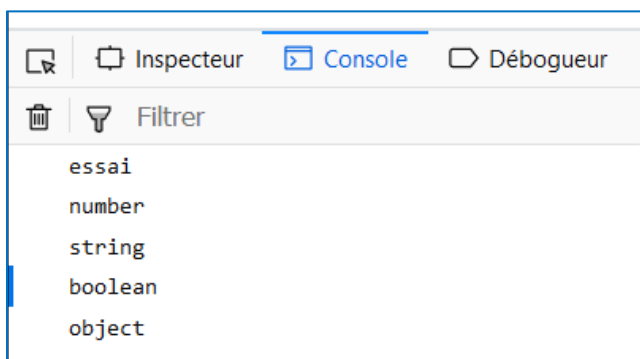 Inspecteur Console Débogueur
Filtrer
essai
number
string
boolean
object